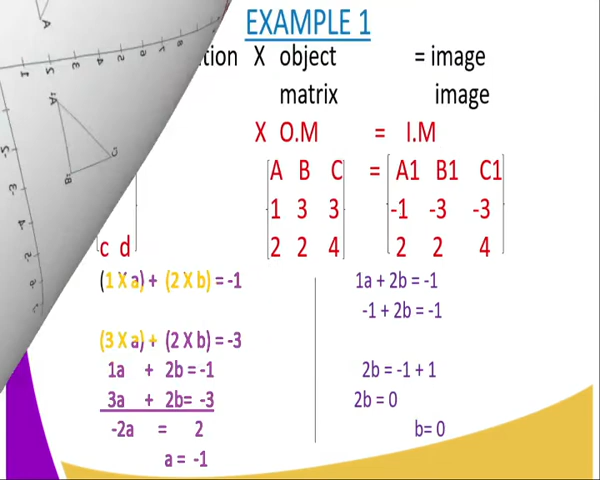 EXAMPLE 1
X object = image
matrix image
X O.M = I.M
A B C = A1 B1 C1
1 3 3 -1 -3 -3
c d 2 2 4 2 2 4
(1 X a) + (2 X b) = -1 1a + 2b = -1
-1 + 2b = -1
(3 X a) + (2 X b) = -3
1a + 2b = -1 2b = -1 + 1
3a + 2b= -3 2b = 0
-2a = 2 b= 0
a = -1